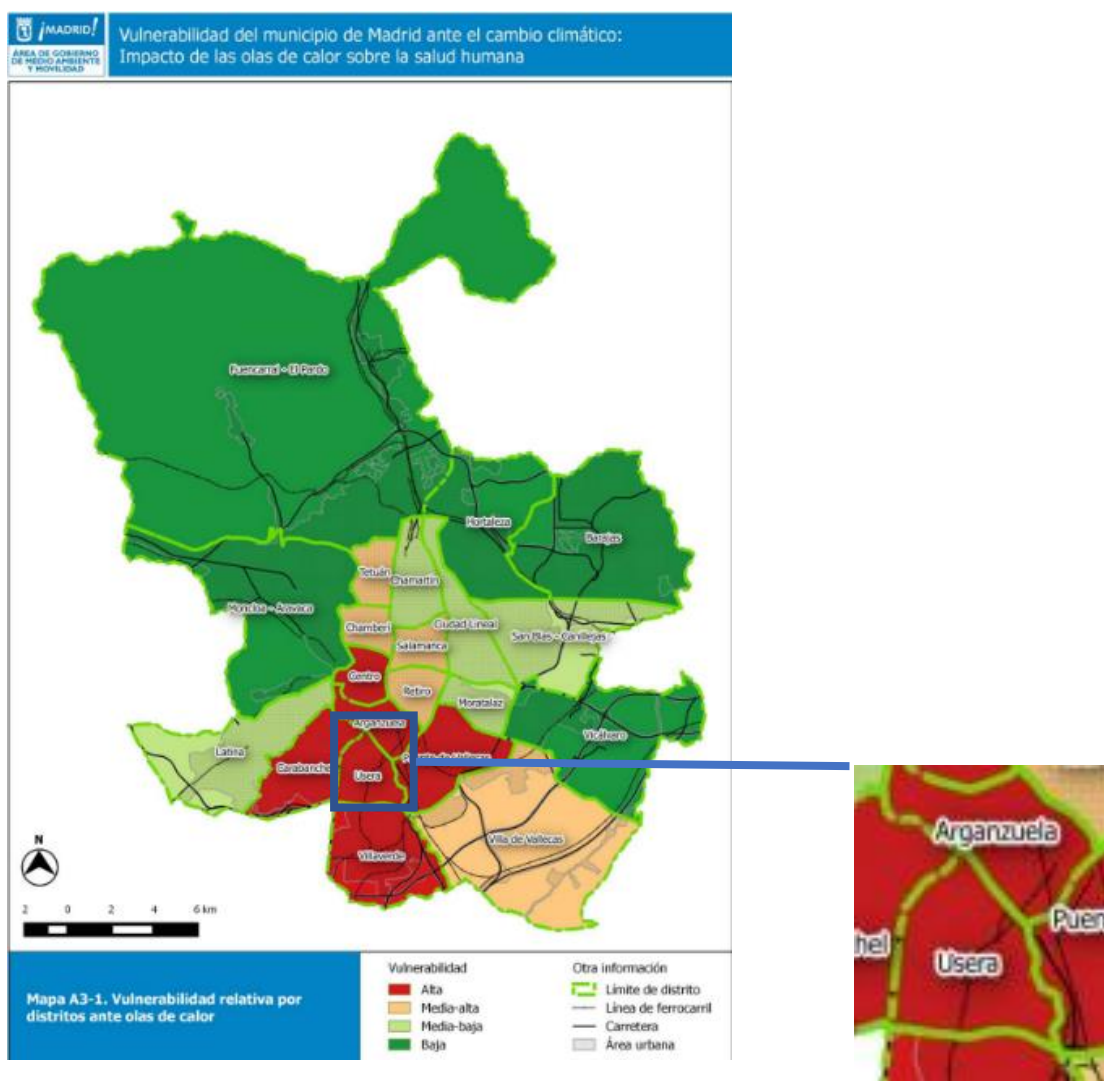 ¡MADRID!
ÁREA DE GOBIERNO
DE MEDIO AMBIENTE
Y MOVILIDAD
Vulnerabilidad del municipio de Madrid ante el cambio climático:
Impacto de las olas de calor sobre la salud humana
Fuencarral - El Pardo
Hortaleza
Barajas
Tetuán
Chamartín
Moncloa - Aravaca
Chamberí
Ciudad Lineal
San Blas - Canillejas
Salamanca
Centro
Retiro
Moratalaz
Arganzuela
Vicálvaro
Latina
Puente de Vallecas
Carabanchel
Usera
Villa de Vallecas
Villaverde
N
2 0 2 4 6 km
Arganzuela
Puen
hel
Usera
Mapa A3-1. Vulnerabilidad relativa por
distritos ante olas de calor
Vulnerabilidad
Alta
Media-alta
Media-baja
Baja
Otra información
Límite de distrito
Línea de ferrocarril
Carretera
Área urbana